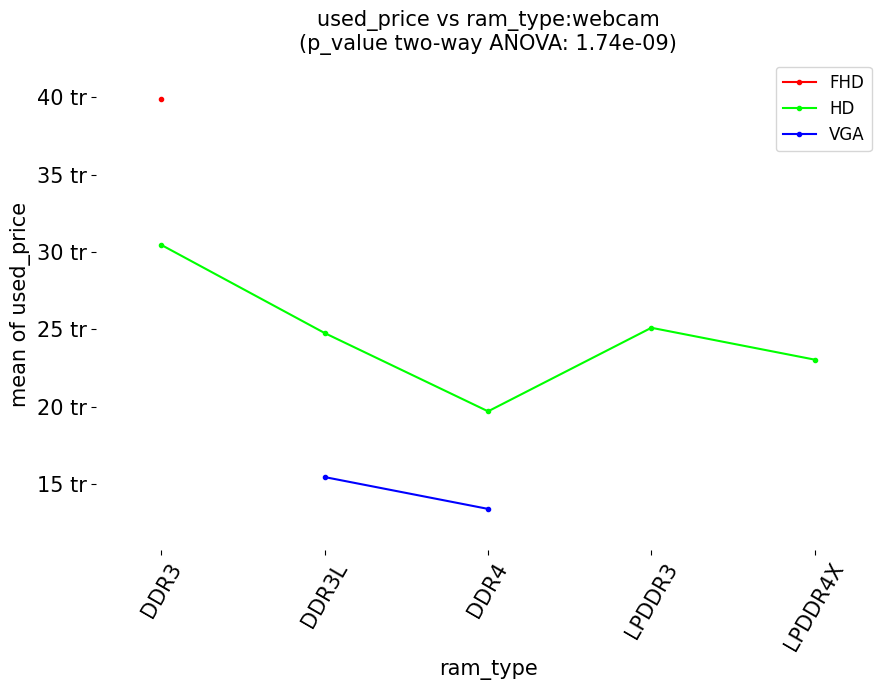 used_price vs ram_type:webcam
(p_value two-way ANOVA: 1.74e-09)
FHD
HD
VGA
40 tr
35 tr
30 tr
25 tr
20 tr
15 tr
mean of used_price
DDR3
DDR3L
DDR4
LPDDR3
LPDDR4X
ram_type